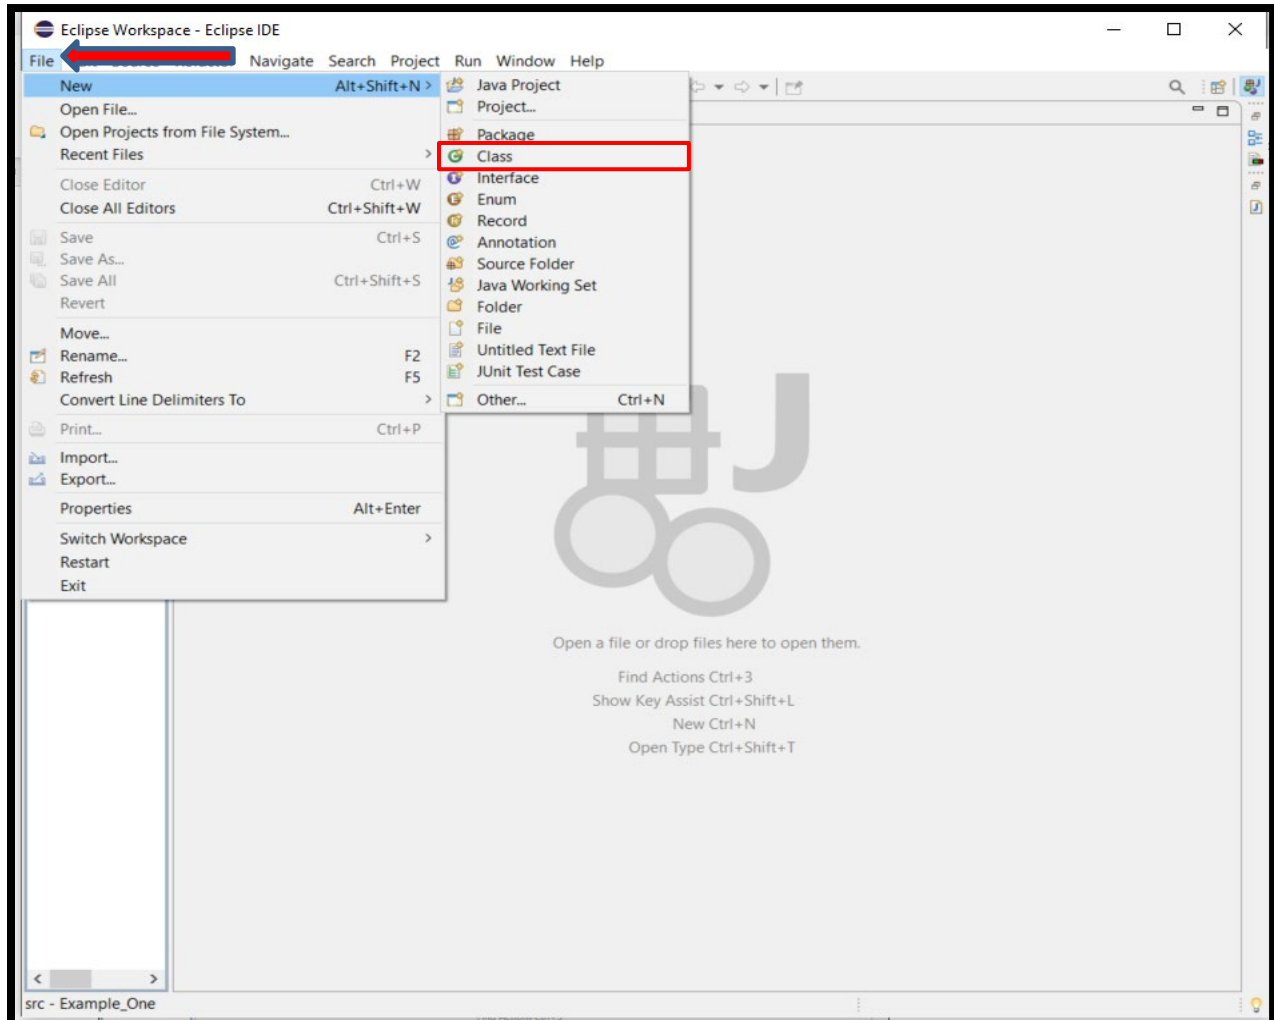 Eclipse Workspace - Eclipse IDE
File Navigate Search Project Run Window Help
New Alt+Shift+N >
Open File...
Open Projects from File System...
Recent Files >
Close Editor Ctrl+W
Close All Editors Ctrl+Shift+W
Save Ctrl+S
Save As...
Save All Ctrl+Shift+S
Revert
Move...
Rename... F2
Refresh F5
Convert Line Delimiters To >
Print... Ctrl+P
Import...
Export...
Properties Alt+Enter
Switch Workspace >
Restart
Exit
Java Project
Project...
Package
Class
Interface
Enum
Record
Annotation
Source Folder
Java Working Set
Folder
File
Untitled Text File
JUnit Test Case
Other... Ctrl+N
Open a file or drop files here to open them.
Find Actions Ctrl+3
Show Key Assist Ctrl+Shift+L
New Ctrl+N
Open Type Ctrl+Shift+T
src - Example_One